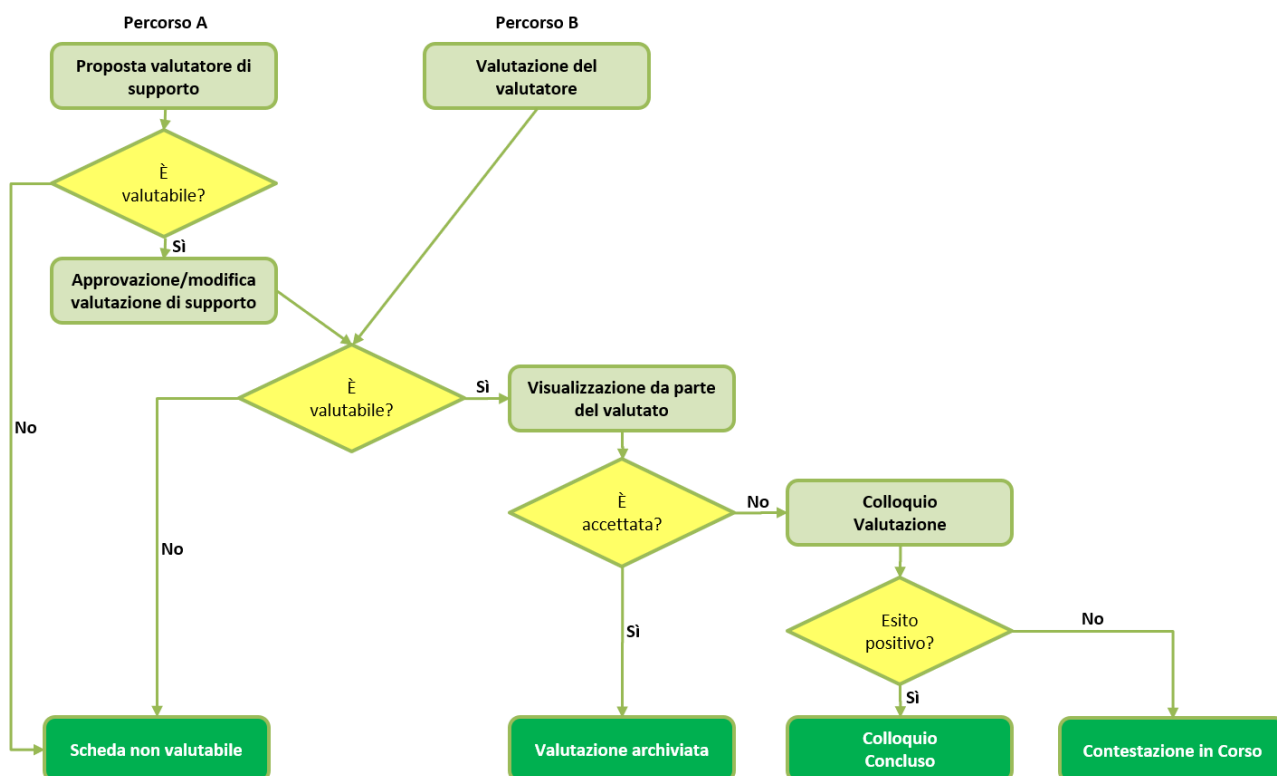 Percorso A
Percorso B
Proposta valutatore di
supporto
Valutazione del
valutatore
È
valutabile?
Sì
Approvazione/modifica
valutazione di supporto
È
valutabile?
Sì
Visualizzazione da parte
del valutato
No
È
accettata?
No
Colloquio
Valutazione
No
Sì
Esito
positivo?
No
Sì
Scheda non valutabile
Valutazione archiviata
Colloquio
Concluso
Contestazione in Corso